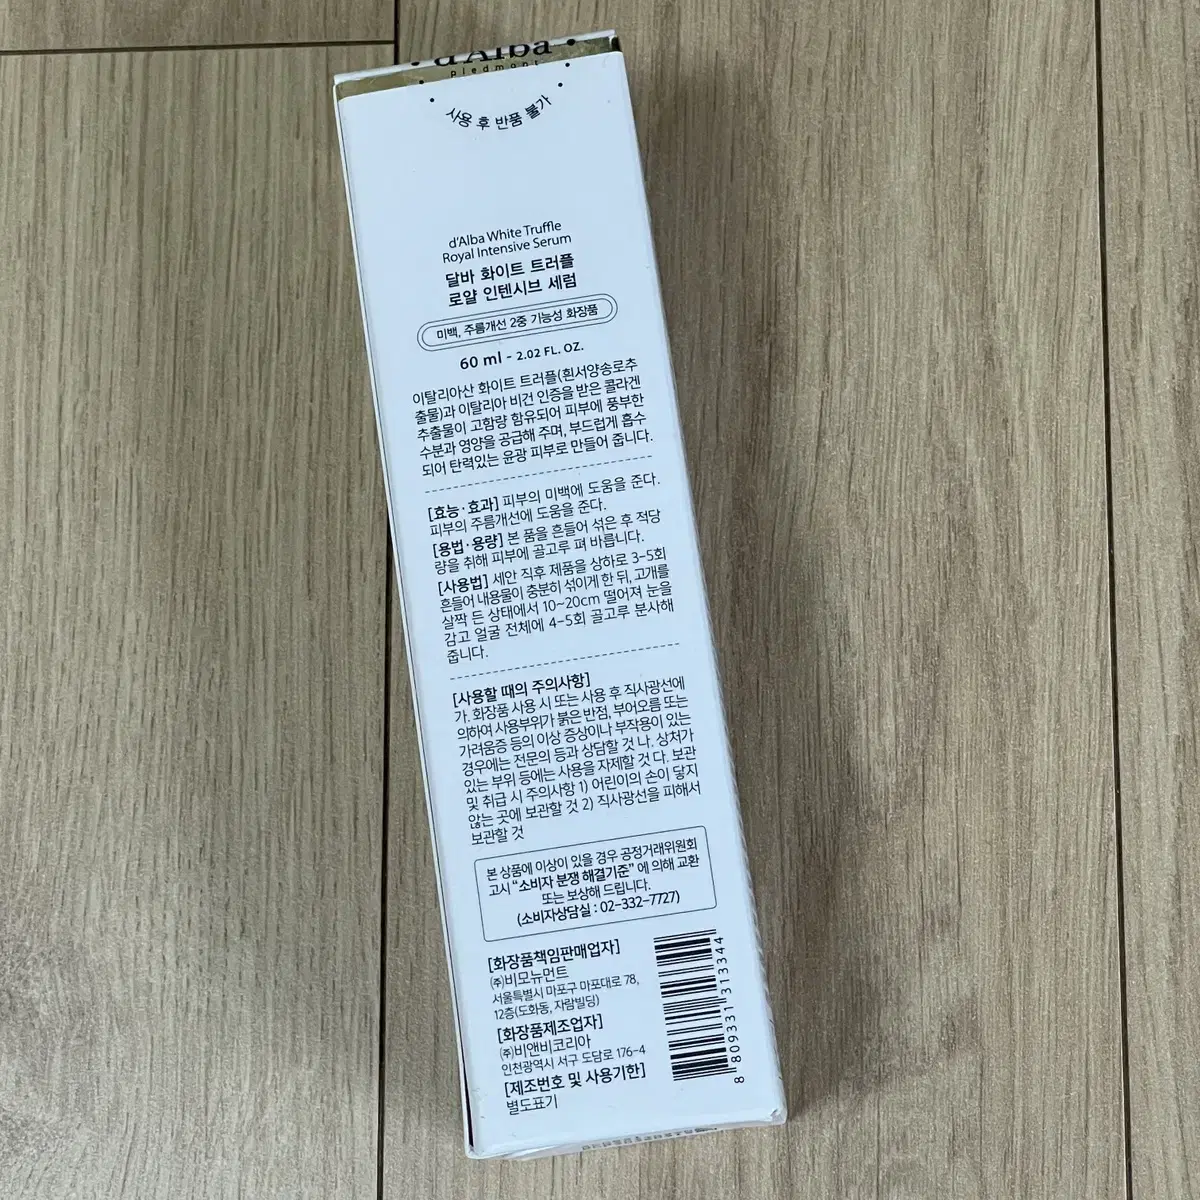 d'Alba
piedmont
사용 후 반품 불가
d'Alba White Truffle
Royal Intensive Serum
달바 화이트 트러플
로얄 인텐시브 세럼
미백, 주름개선 2중 기능성 화장품
60 ml - 2.02 FL. OZ.
이탈리아산 화이트 트러플(흰서양송로추
출물)과 이탈리아 비건 인증을 받은 콜라겐
추출물이 고함량 함유되어 피부에 풍부한
수분과 영양을 공급해 주며, 부드럽게 흡수
되어 탄력있는 윤광 피부로 만들어 줍니다.
[효능·효과] 피부의 미백에 도움을 준다.
피부의 주름개선에 도움을 준다.
[용법·용량] 본 품을 흔들어 섞은 후 적당
량을 취해 피부에 골고루 펴 바릅니다.
[사용법] 세안 직후 제품을 상하로 3-5회
흔들어 내용물이 충분히 섞이게 한 뒤, 고개를
살짝 든 상태에서 10~20cm 떨어져 눈을
감고 얼굴 전체에 4-5회 골고루 분사해
줍니다.
[사용할 때의 주의사항]
가. 화장품 사용 시 또는 사용 후 직사광선에
의하여 사용부위가 붉은 반점, 부어오름 또는
가려움증 등의 이상 증상이나 부작용이 있는
경우에는 전문의 등과 상담할 것 나. 상처가
있는 부위 등에는 사용을 자제할 것 다. 보관
및 취급 시 주의사항 1) 어린이의 손이 닿지
않는 곳에 보관할 것 2) 직사광선을 피해서
보관할 것
본 상품에 이상이 있을 경우 공정거래위원회
고시 "소비자 분쟁 해결기준" 에 의해 교환
또는 보상해 드립니다.
(소비자상담실 : 02-332-7727)
[화장품책임판매업자]
㈜비모뉴먼트
서울특별시 마포구 마포대로 78,
12층(도화동, 자람빌딩)
[화장품제조업자]
㈜비앤비코리아
인천광역시 서구 도담로 176-4
[제조번호 및 사용기한]
별도표기
8 809331 313344